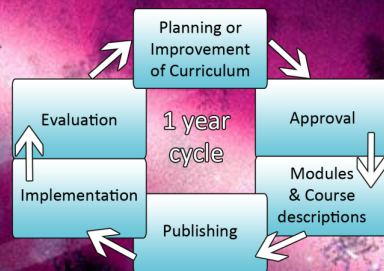 Planning or
Improvement
of Curriculum
Approval
Modules
& Course
descriptions
Publishing
Implementation
Evaluation
1 year
cycle